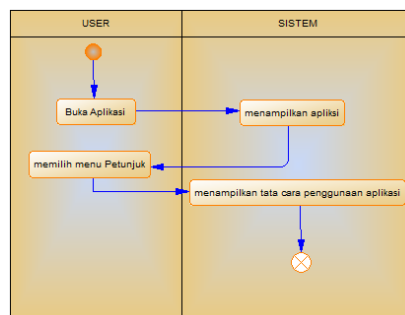 USER
SISTEM
Buka Aplikasi
menampilkan apliksi
memilih menu Petunjuk
menampilkan tata cara penggunaan aplikasi